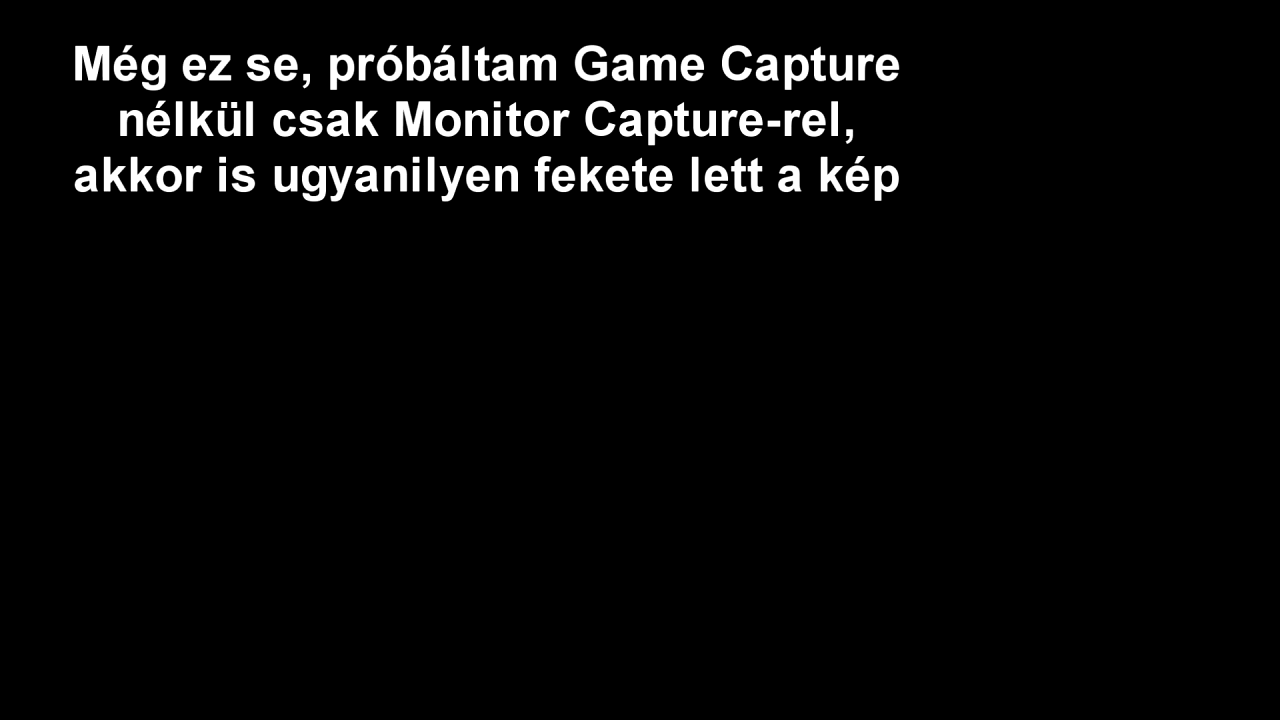 Még ez se, próbáltam Game Capture
nélkül csak Monitor Capture-rel,
akkor is ugyanilyen fekete lett a kép